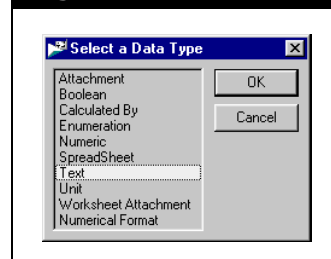 Select a Data Type
Attachment
Boolean
Calculated By
Enumeration
Numeric
SpreadSheet
Text
Unit
Worksheet Attachment
Numerical Format
OK
Cancel